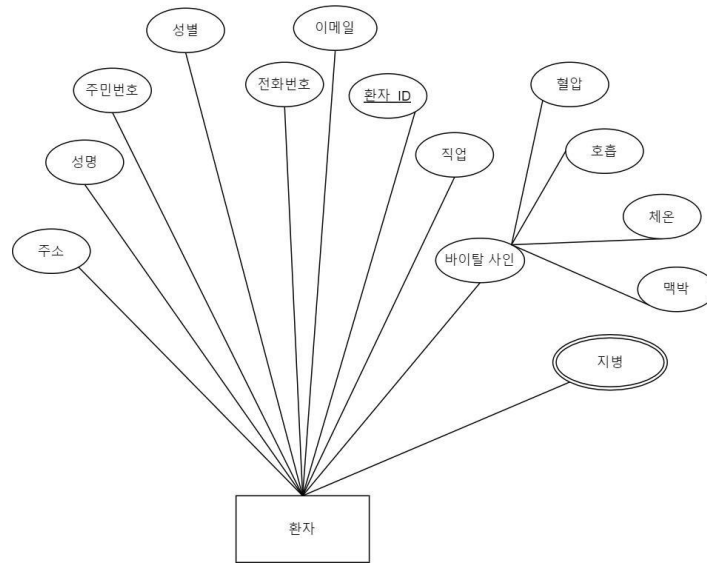 성별
이메일
주민번호
전화번호
환자 ID
혈압
성명
직업
호흡
주소
바이탈 사인
체온
맥박
지병
환자